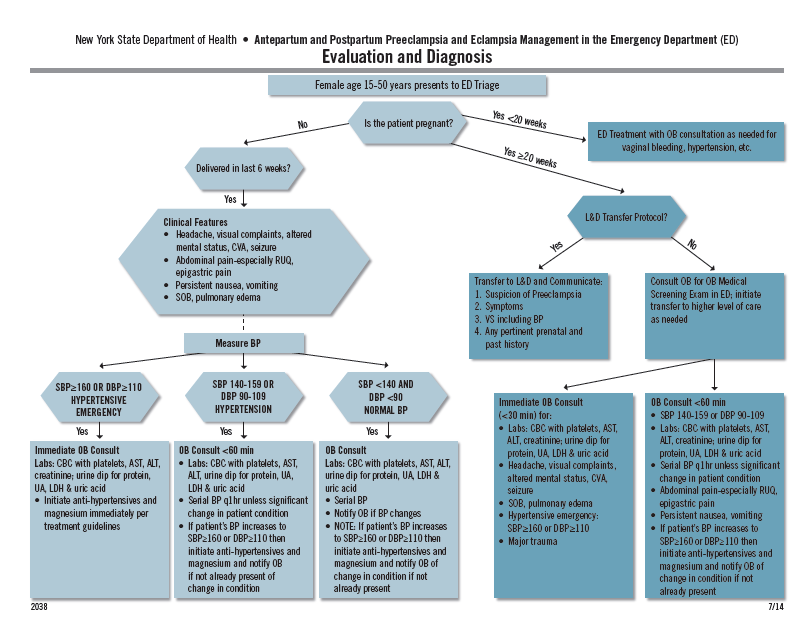 New York State Department of Health • Antepartum and Postpartum Preeclampsia and Eclampsia Management in the Emergency Department (ED)
Evaluation and Diagnosis
Female age 15-50 years presents to ED Triage
Is the patient pregnant?
No
Yes <20 weeks
Yes ≥20 weeks
ED Treatment with OB consultation as needed for
vaginal bleeding, hypertension, etc.
Delivered in last 6 weeks?
Yes
Clinical Features
• Headache, visual complaints, altered
mental status, CVA, seizure
• Abdominal pain-especially RUQ,
epigastric pain
• Persistent nausea, vomiting
• SOB, pulmonary edema
L&D Transfer Protocol?
Yes
No
Transfer to L&D and Communicate:
1. Suspicion of Preeclampsia
2. Symptoms
3. VS including BP
4. Any pertinent prenatal and
past history
Consult OB for OB Medical
Screening Exam in ED; initiate
transfer to higher level of care
as needed
Measure BP
SBP≥160 OR DBP≥110
HYPERTENSIVE
EMERGENCY
SBP 140-159 OR
DBP 90-109
HYPERTENSION
SBP <140 AND
DBP <90
NORMAL BP
Yes
Yes
Yes
Immediate OB Consult
Labs: CBC with platelets, AST, ALT,
creatinine; urine dip for protein,
UA, LDH & uric acid
• Initiate anti-hypertensives and
magnesium immediately per
treatment guidelines
OB Consult <60 min
• Labs: CBC with platelets, AST,
ALT, urine dip for protein, UA,
LDH & uric acid
• Serial BP q1hr unless significant
change in patient condition
• If patient's BP increases to
SBP≥160 or DBP≥110 then
initiate anti-hypertensives and
magnesium and notify OB
if not already present of
change in condition
OB Consult
Labs: CBC with platelets, AST, ALT,
creatinine; urine dip for
protein, UA, LDH &
uric acid
• Serial BP
• Notify OB if BP changes
• NOTE: If patient's BP increases
to SBP≥160 or DBP≥110 then
initiate anti-hypertensives and
magnesium and notify OB of
change in condition if not
already present
Immediate OB Consult
(<30 min) for:
• Labs: CBC with platelets, AST,
ALT, creatinine; urine dip for
protein, UA, LDH & uric acid
• Headache, visual complaints,
altered mental status, CVA,
seizure
• SOB, pulmonary edema
• Hypertensive emergency:
SBP≥160 or DBP≥110
• Major trauma
OB Consult <60 min
• SBP 140-159 or DBP 90-109
• Labs: CBC with platelets, AST,
ALT, creatinine; urine dip for
protein, UA, LDH & uric acid
• Serial BP q1hr unless significant
change in patient condition
• Abdominal pain-especially RUQ,
epigastric pain
• Persistent nausea, vomiting
• If patient's BP increases to
SBP≥160 or DBP≥110 then
initiate anti-hypertensives and
magnesium and notify OB of
change in condition if not
already present
2038
7/14